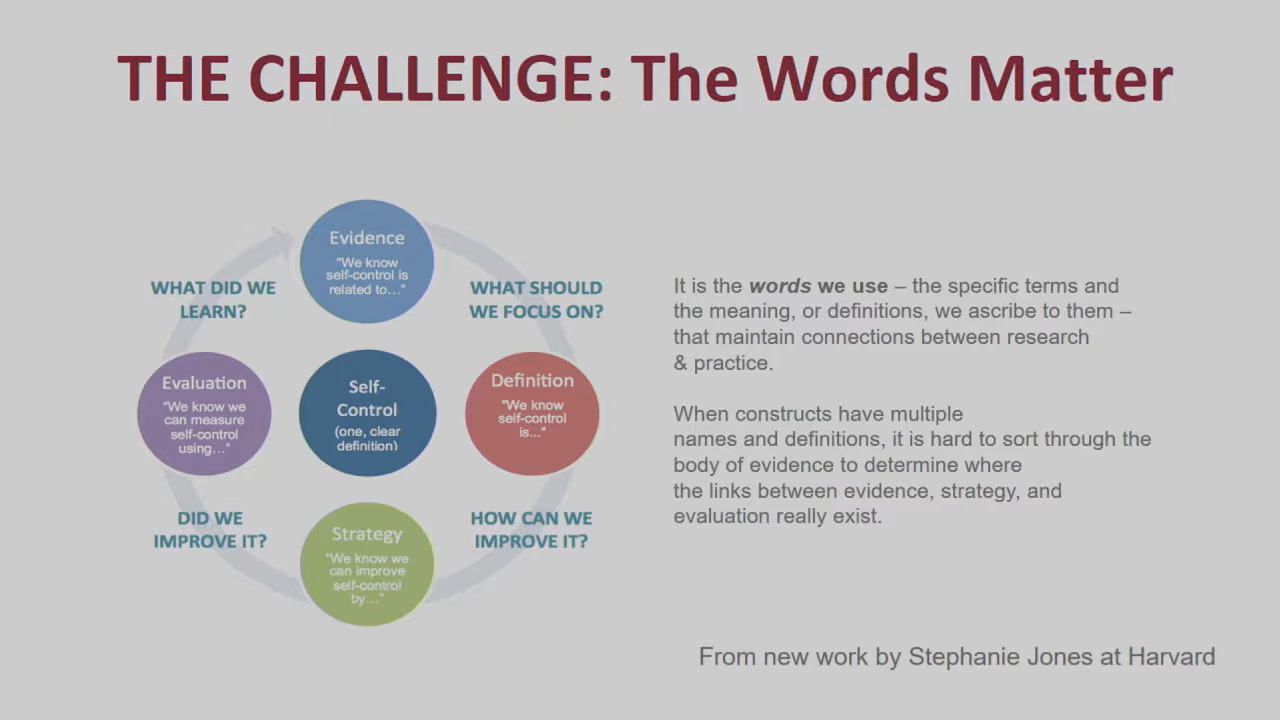 THE CHALLENGE: The Words Matter
Evidence
"We know
self-control is
related to..."
WHAT DID WE
LEARN?
WHAT SHOULD
WE FOCUS ON?
Evaluation
"We know we
can measure
self-control
using..."
Self-
Control
(one, clear
definition)
Definition
"We know
self-control
is..."
DID WE
IMPROVE IT?
Strategy
"We know we
can improve
self-control
by..."
HOW CAN WE
IMPROVE IT?
It is the words we use – the specific terms and
the meaning, or definitions, we ascribe to them –
that maintain connections between research
& practice.
When constructs have multiple
names and definitions, it is hard to sort through the
body of evidence to determine where
the links between evidence, strategy, and
evaluation really exist.
From new work by Stephanie Jones at Harvard